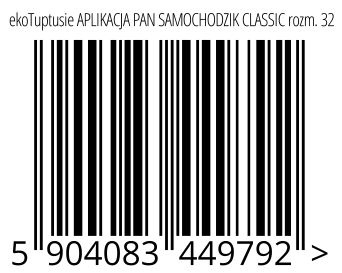 ekoTuptusie APLIKACJA PAN SAMOCHODZIK CLASSIC rozm. 32
5 904083 449792 >